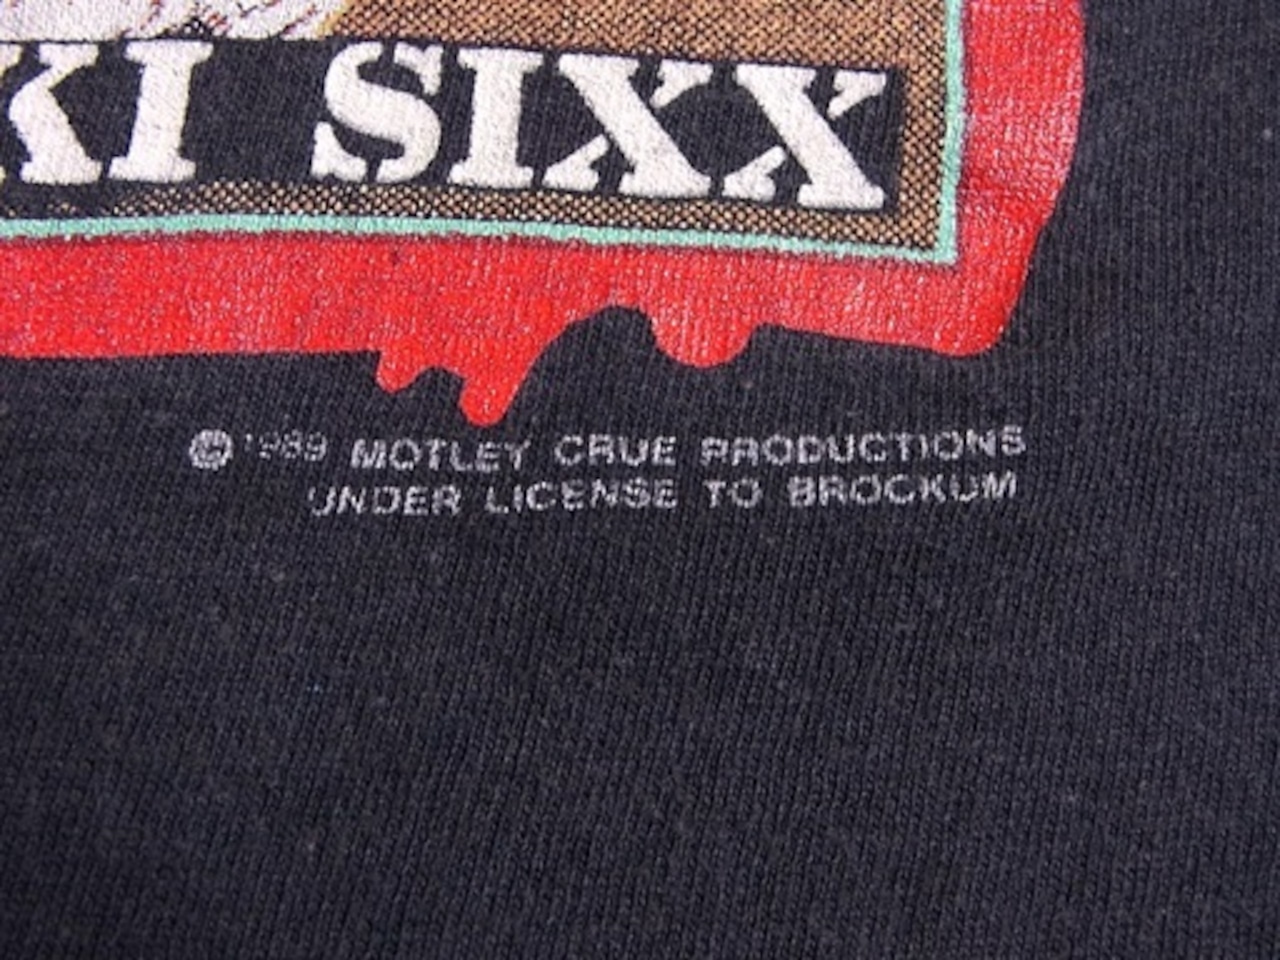 KI SIXX
© 1989 MOTLEY CRUE PRODUCTIONS
UNDER LICENSE TO BROCKUM